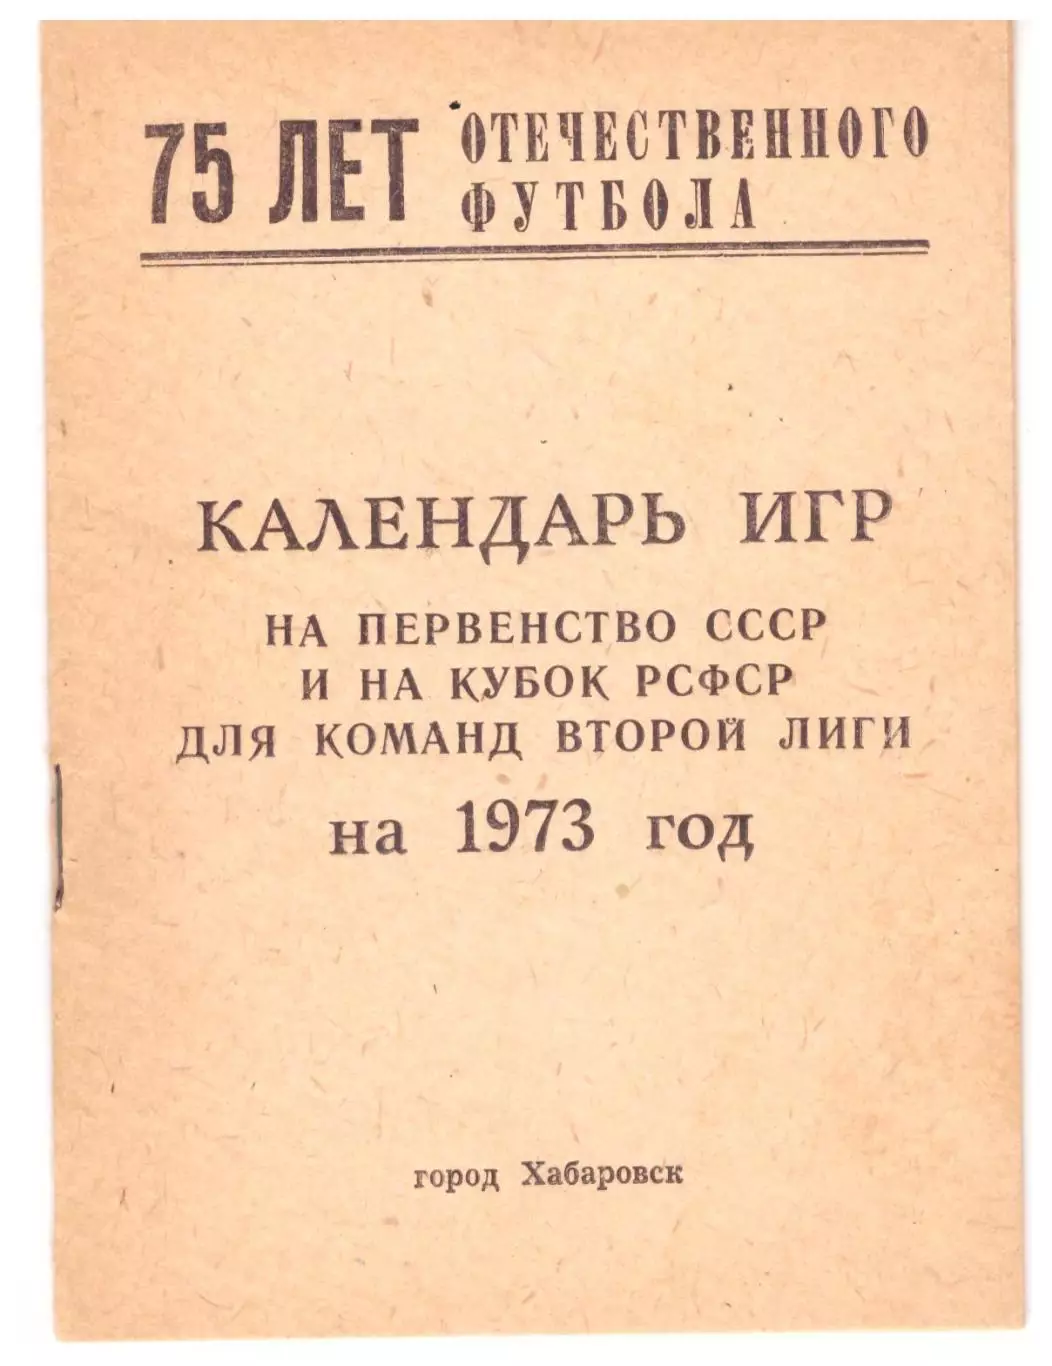 75 ЛЕТ ОТЕЧЕСТВЕННОГО
ФУТБОЛА
КАЛЕНДАРЬ ИГР
НА ПЕРВЕНСТВО СССР
И НА КУБОК РСФСР
ДЛЯ КОМАНД ВТОРОЙ ЛИГИ
на 1973 год
город Хабаровск